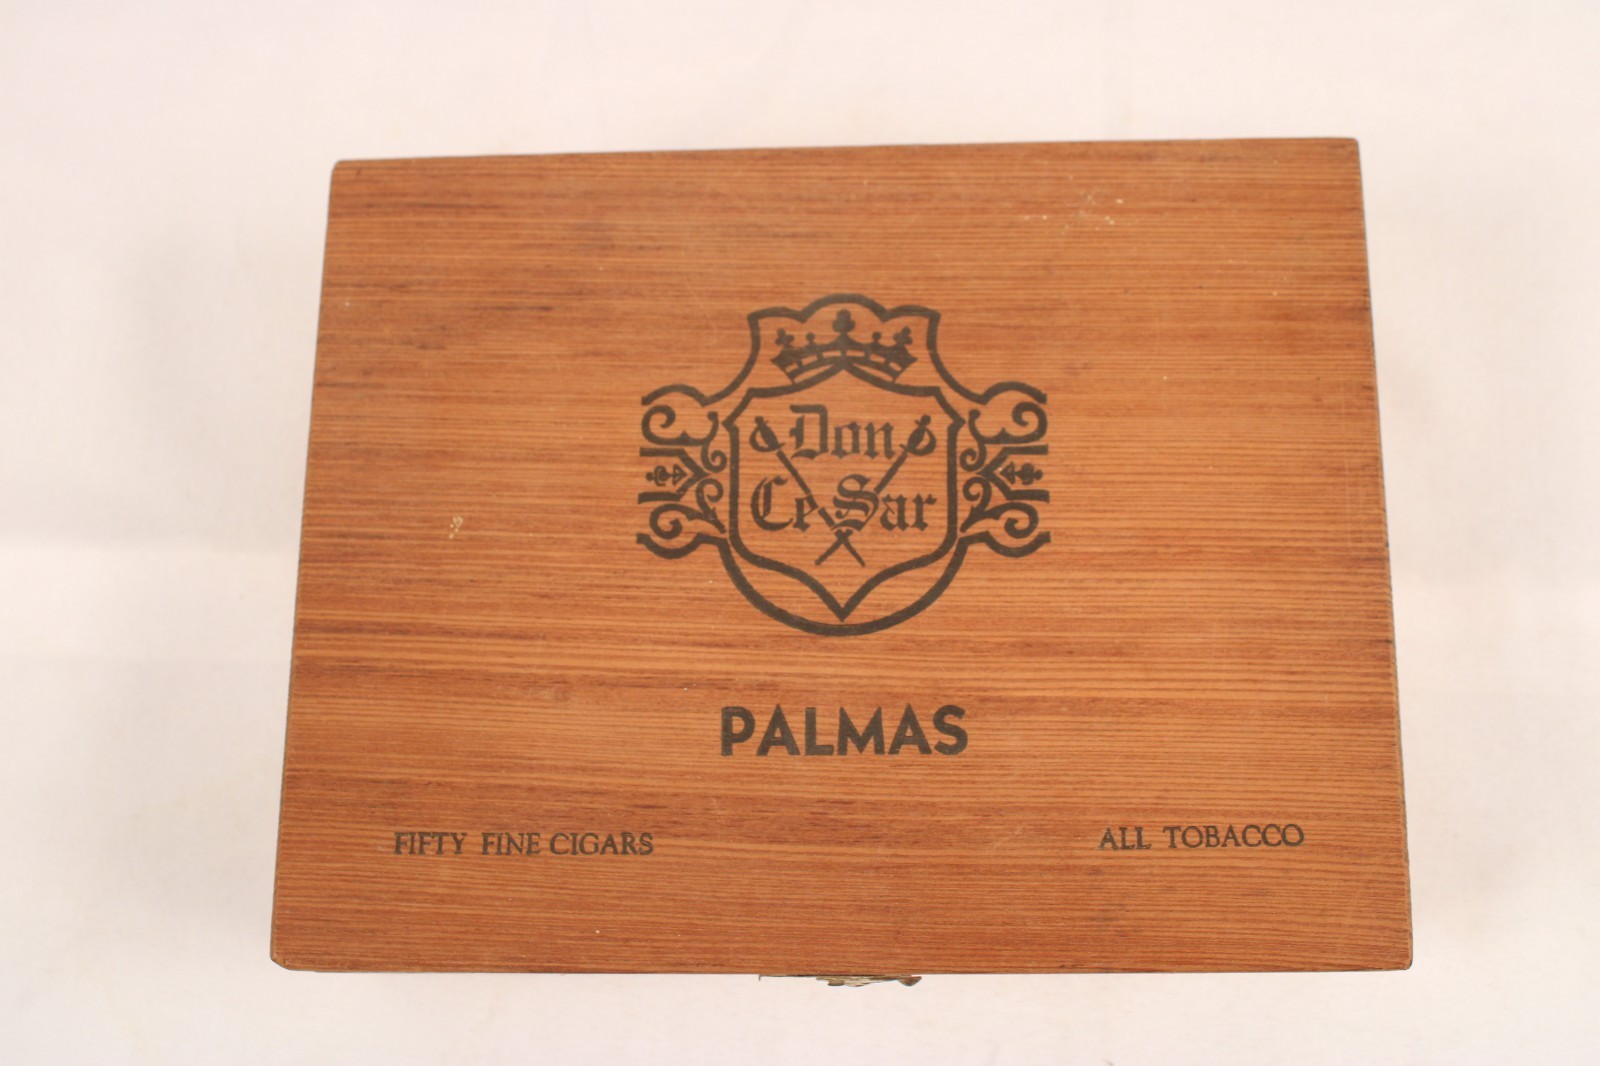 Don
CeSar
PALMAS
FIFTY FINE CIGARS
ALL TOBACCO